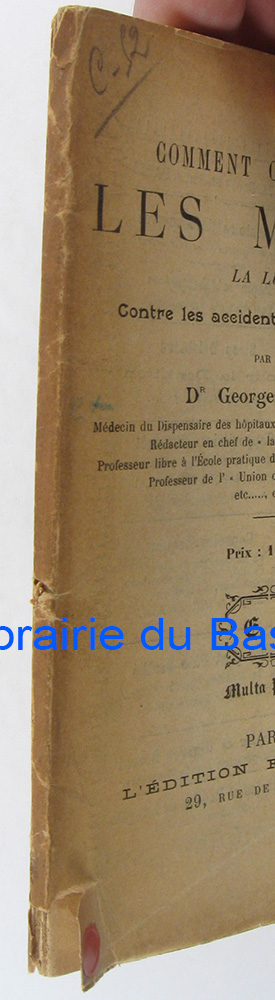 C-52
COMMENT
LES M
LA L
Contre les accident
PAR
Dr George
Médecin du Dispensaire des hôpitaux
Rédacteur en chef de « la
Professeur libre à l'École pratique d
Professeur de l' « Union
etc....,
Prix : 1
brairie du Bas
Multa
PAR
L'ÉDITION
29, RUE DE